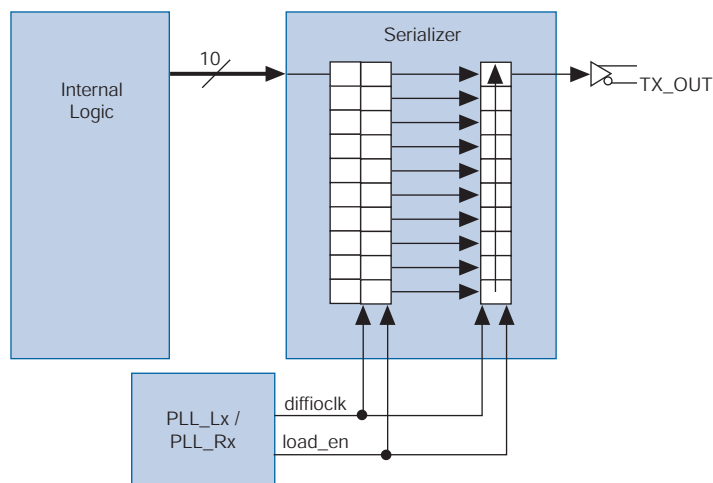 Serializer
10
Internal
Logic
TX_OUT
diffioclk
PLL_Lx /
PLL_Rx
load_en